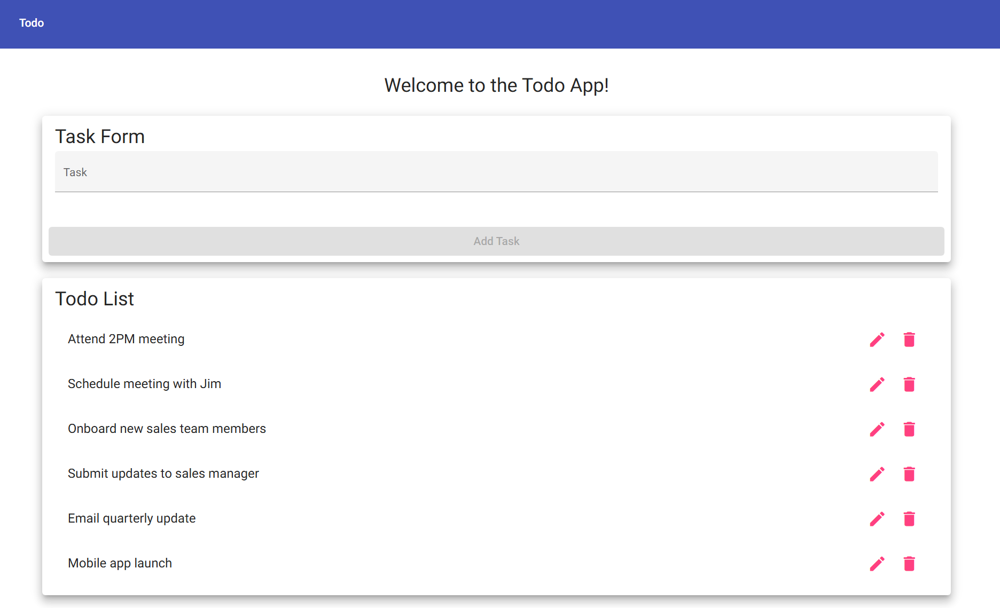 Todo
Welcome to the Todo App!
Task Form
Task
Add Task
Todo List
Attend 2PM meeting
Schedule meeting with Jim
Onboard new sales team members
Submit updates to sales manager
Email quarterly update
Mobile app launch